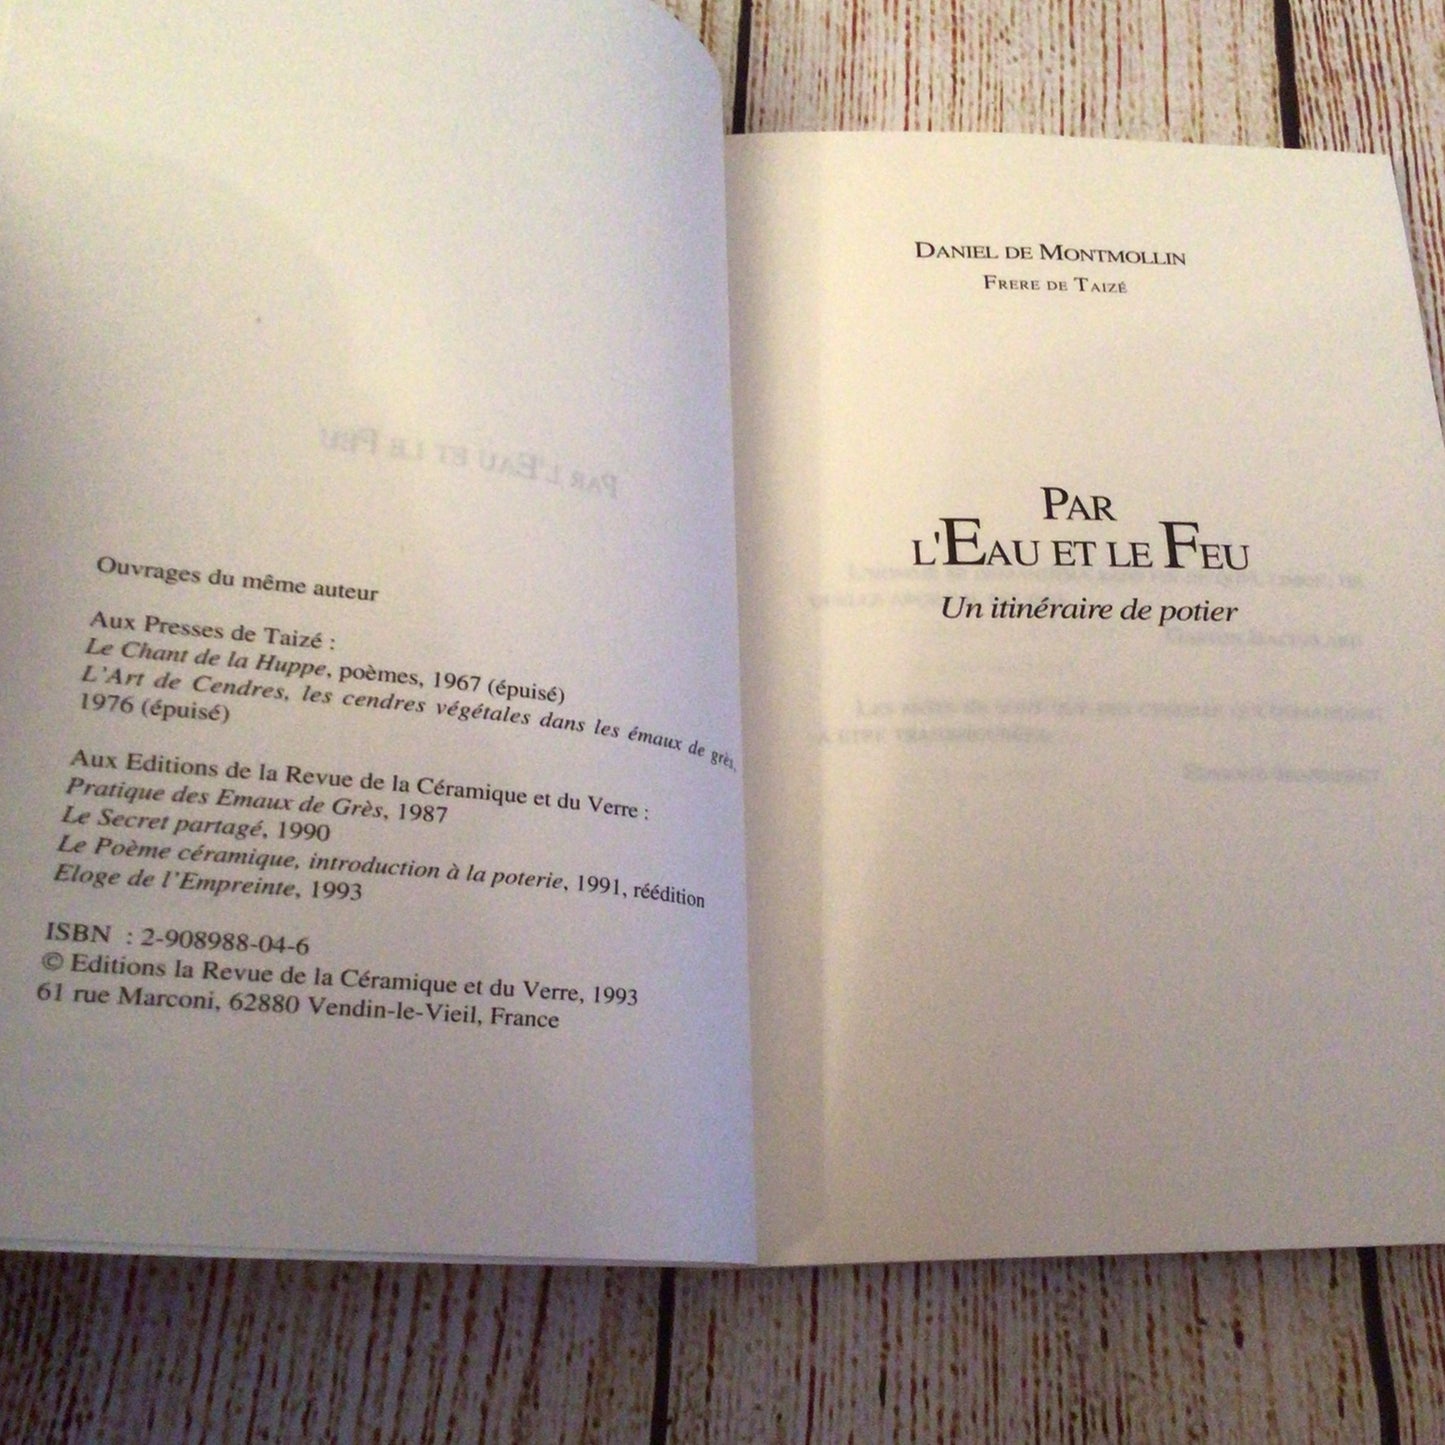 Ouvrages du même auteur
Aux Presses de Taizé :
Le Chant de la Huppe, poèmes, 1967 (épuisé)
L'Art de Cendres, les cendres végétales dans les émaux de grès,
1976 (épuisé)
Aux Editions de la Revue de la Céramique et du Verre :
Pratique des Emaux de Grès, 1987
Le Secret partagé, 1990
Le Poème céramique, introduction à la poterie, 1991, réédition
Eloge de l'Empreinte, 1993
ISBN : 2-908988-04-6
© Editions la Revue de la Céramique et du Verre, 1993
61 rue Marconi, 62880 Vendin-le-Vieil, France
PAR L'EAU ET LE FEU
DANIEL DE MONTMOLLIN
FRERE DE TAIZÉ
PAR
L'EAU ET LE FEU
Un itinéraire de potier